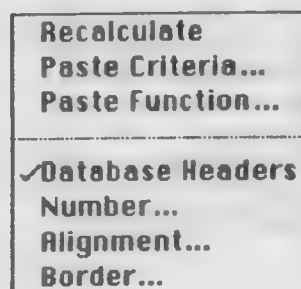 Recalculate
Paste Criteria...
Paste Function...
✓Database Headers
Number...
Alignment...
Border...